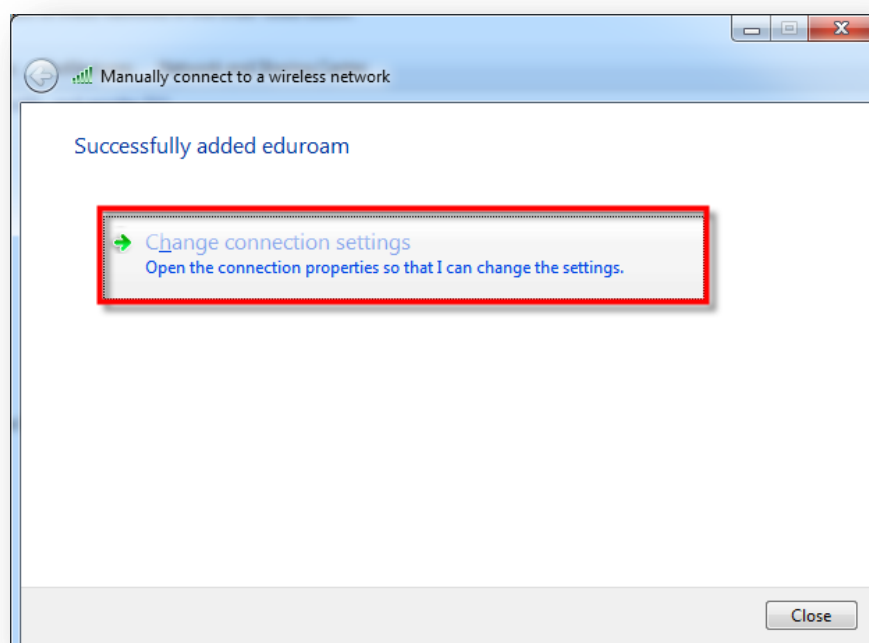 Manually connect to a wireless network
Successfully added eduroam
Change connection settings
Open the connection properties so that I can change the settings.
Close